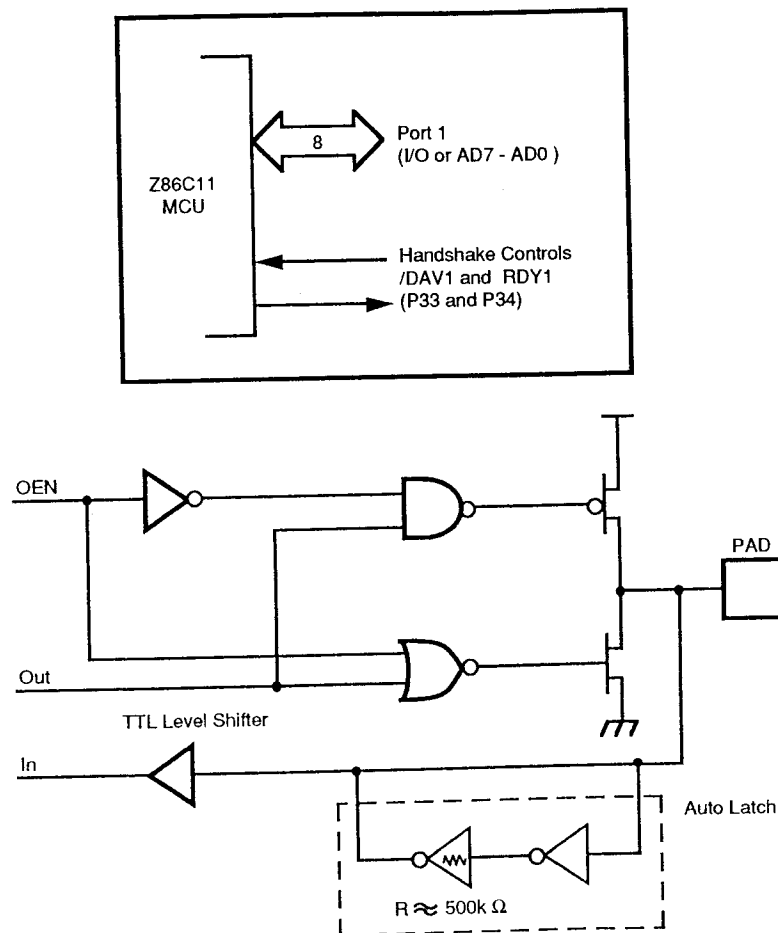 8
Port 1
(I/O or AD7 - AD0 )
Z86C11
MCU
Handshake Controls
/DAV1 and RDY1
(P33 and P34)
OEN
PAD
Out
TTL Level Shifter
In
Auto Latch
R ≈ 500k Ω